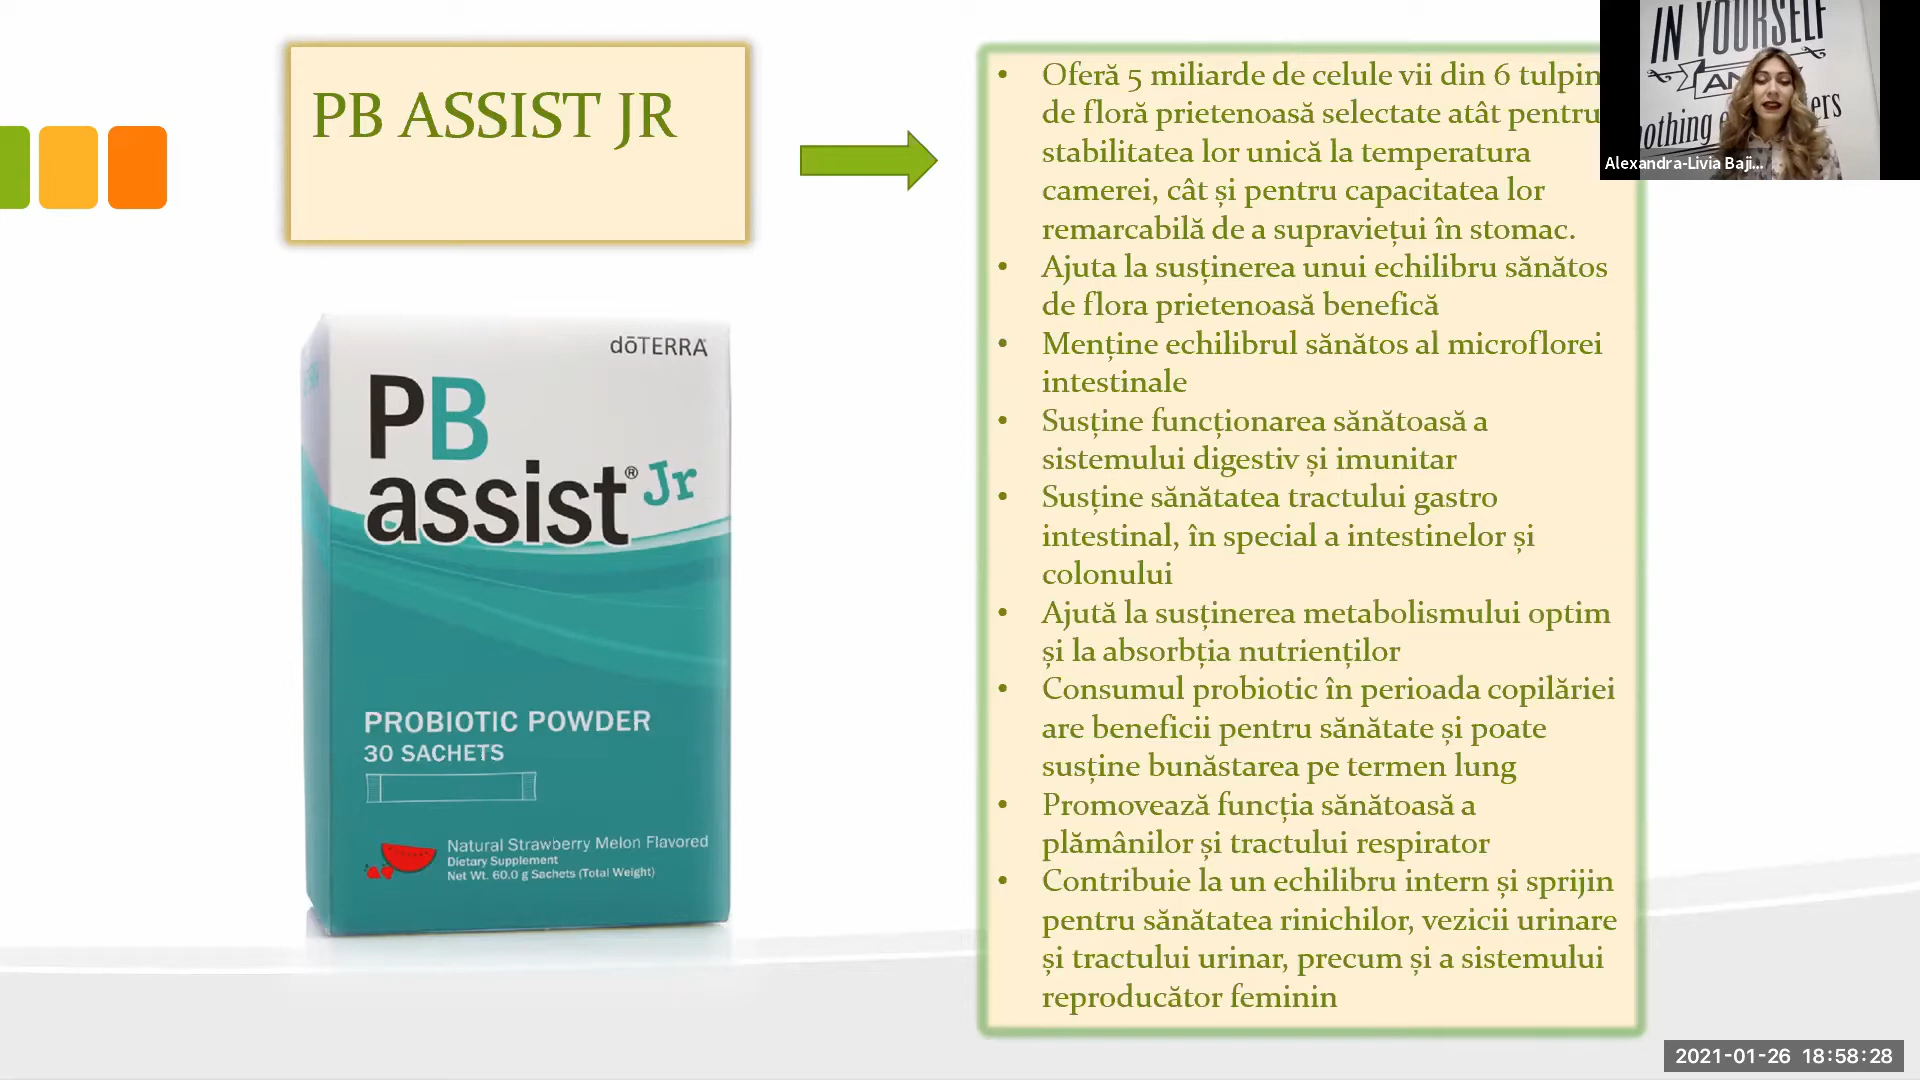 PB ASSIST JR
dōTERRA
PB
assist® Jr
PROBIOTIC POWDER
30 SACHETS
Natural Strawberry Melon Flavored
Dietary Supplement
Net Wt. 60.0 g Sachets (Total Weight)
• Oferă 5 miliarde de celule vii din 6 tulpin
de floră prietenoasă selectate atât pentru
stabilitatea lor unică la temperatura
camerei, cât și pentru capacitatea lor
remarcabilă de a supraviețui în stomac.
• Ajuta la susținerea unui echilibru sănătos
de flora prietenoasă benefică
• Menține echilibrul sănătos al microflorei
intestinale
• Susține funcționarea sănătoasă a
sistemului digestiv și imunitar
• Susține sănătatea tractului gastro
intestinal, în special a intestinelor și
colonului
• Ajută la susținerea metabolismului optim
și la absorbția nutrienților
• Consumul probiotic în perioada copilăriei
are beneficii pentru sănătate și poate
susține bunăstarea pe termen lung
• Promovează funcția sănătoasă a
plămânilor și tractului respirator
• Contribuie la un echilibru intern și sprijin
pentru sănătatea rinichilor, vezicii urinare
și tractului urinar, precum și a sistemului
reproducător feminin
IN YOURSELF
Alexandra-Livia Baji...
2021-01-26 18:58:28